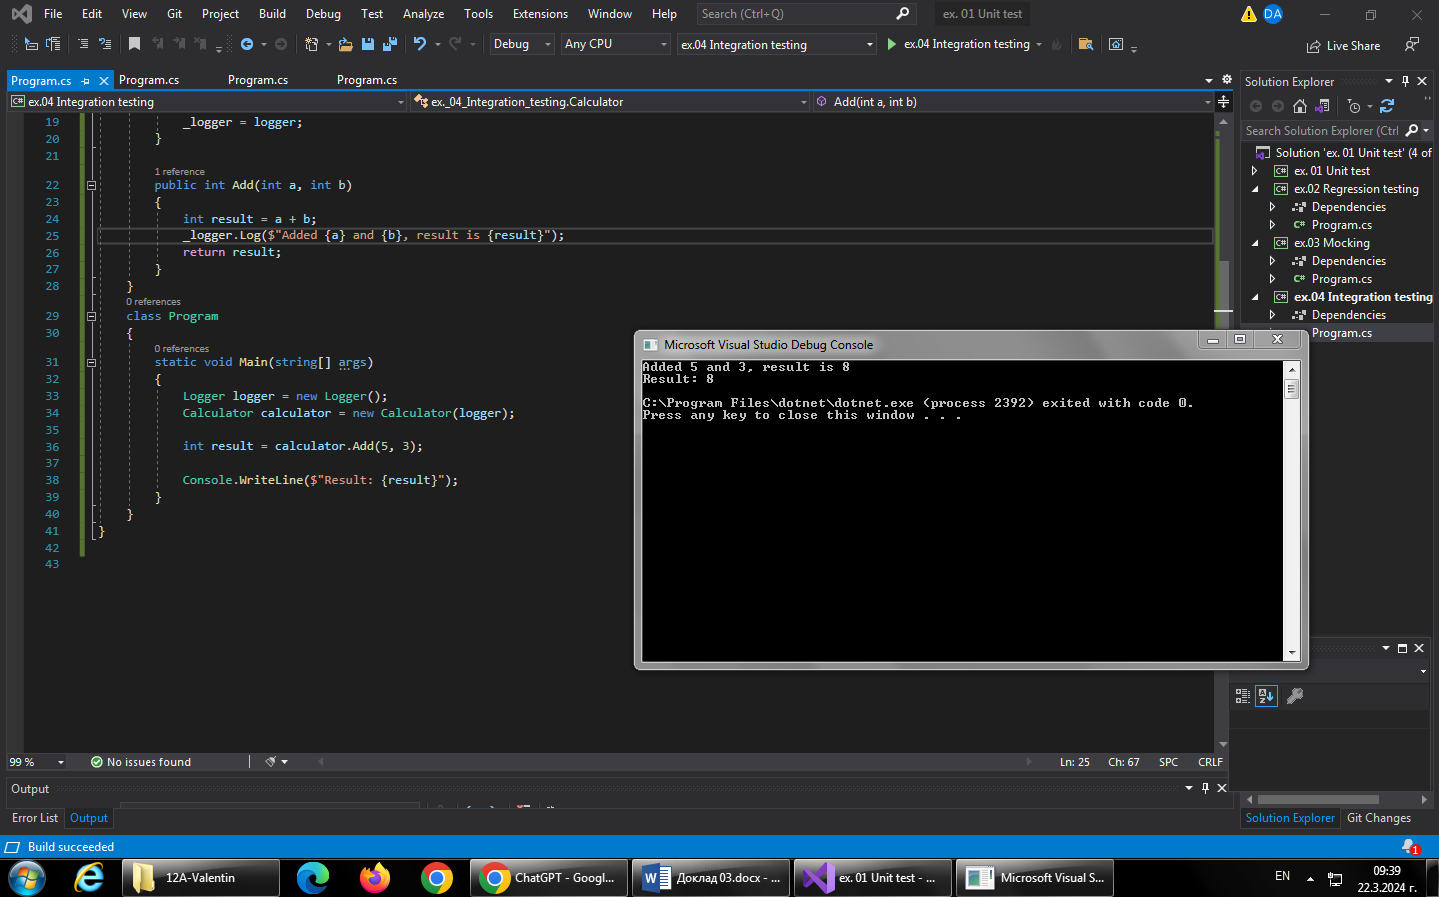 File Edit View Git Project Build Debug Test Analyze Tools Extensions Window Help Search (Ctrl+Q) ex. 01 Unit test DA
Debug Any CPU ex.04 Integration testing ex.04 Integration testing Live Share
Program.cs Program.cs Program.cs Program.cs
ex.04 Integration testing ex._04_Integration_testing.Calculator Add(int a, int b)
19 _logger = logger;
20 }
21
1 reference
22 public int Add(int a, int b)
23 {
24 int result = a + b;
25 _logger.Log($"Added {a} and {b}, result is {result}");
26 return result;
27 }
28 }
0 references
29 class Program
30 {
0 references
31 static void Main(string[] args)
32 {
33 Logger logger = new Logger();
34 Calculator calculator = new Calculator(logger);
35
36 int result = calculator.Add(5, 3);
37
38 Console.WriteLine($"Result: {result}");
39 }
40 }
41 }
42
43
Solution Explorer
Search Solution Explorer (Ctrl
Solution 'ex. 01 Unit test' (4 of
ex. 01 Unit test
ex.02 Regression testing
Dependencies
Program.cs
ex.03 Mocking
Dependencies
Program.cs
ex.04 Integration testing
Dependencies
Program.cs
Microsoft Visual Studio Debug Console
Added 5 and 3, result is 8
Result: 8
C:\Program Files\dotnet\dotnet.exe (process 2392) exited with code 0.
Press any key to close this window . . .
99 % No issues found Ln: 25 Ch: 67 SPC CRLF
Output
Error List Output
Solution Explorer Git Changes
Build succeeded 1
12A-Valentin ChatGPT - Googl... Доклад 03.docx - ... ex. 01 Unit test - ... Microsoft Visual S... EN 09:39
22.3.2024 г.